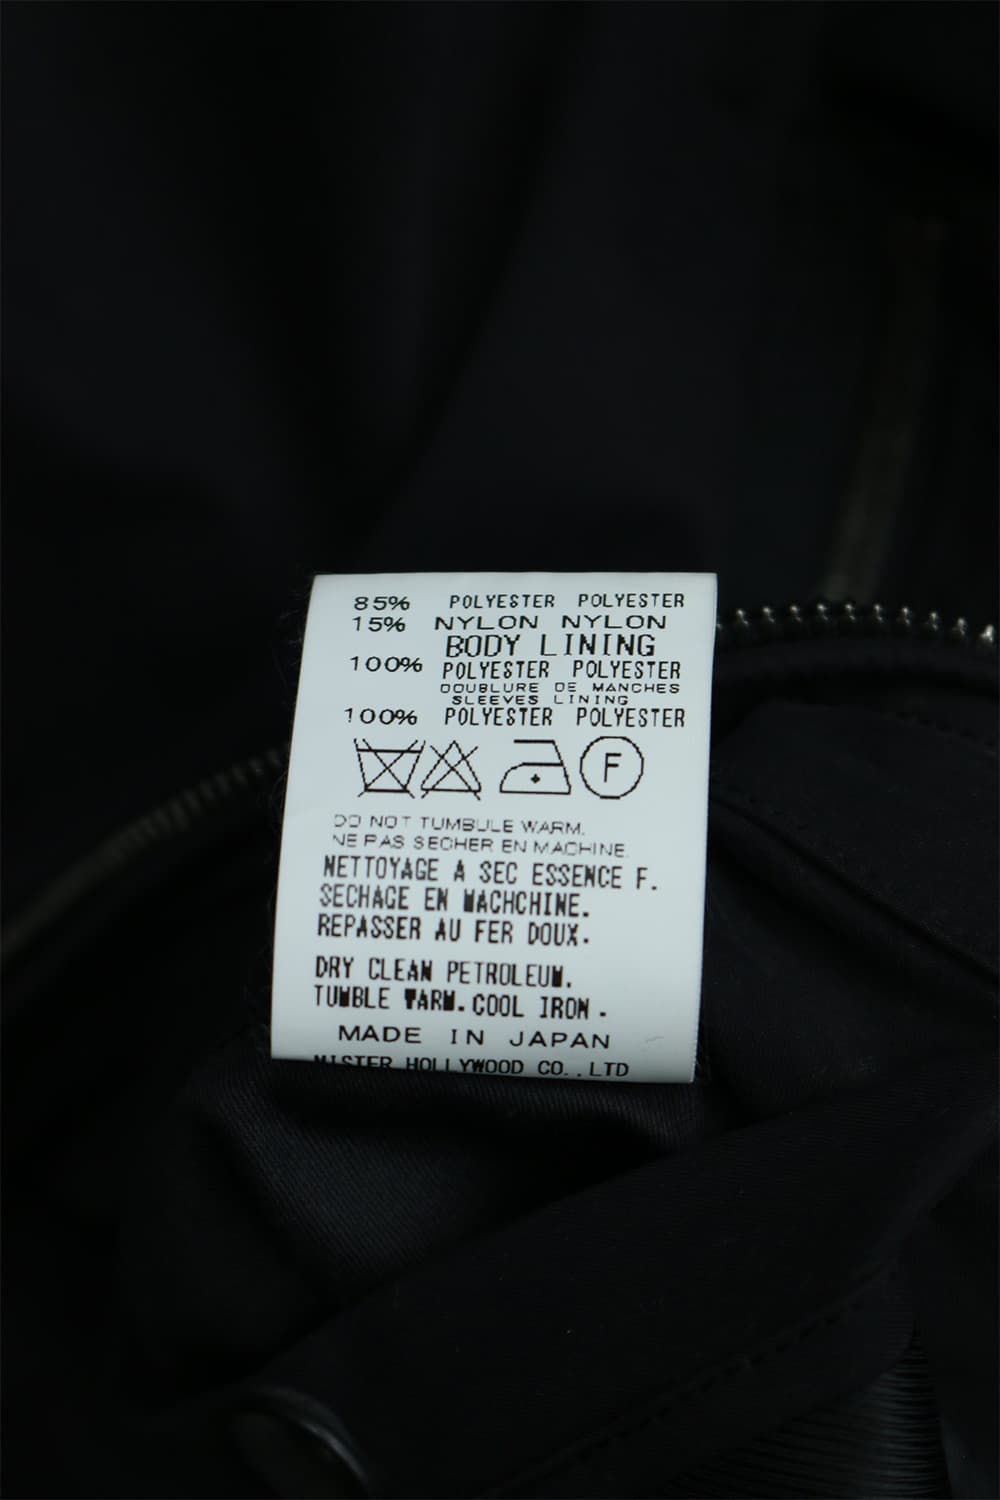 85% POLYESTER POLYESTER
15% NYLON NYLON
BODY LINING
100% POLYESTER POLYESTER
DOUBLURE DE MANCHES
SLEEVES LINING
100% POLYESTER POLYESTER
F
DO NOT TUMBULE WARM.
NE PAS SECHER EN MACHINE.
NETTOYAGE A SEC ESSENCE F.
SECHAGE EN MACHCHINE.
REPASSER AU FER DOUX.
DRY CLEAN PETROLEUM.
TUMBLE WARM. COOL IRON.
MADE IN JAPAN
MISTER HOLLYWOOD CO.,LTD